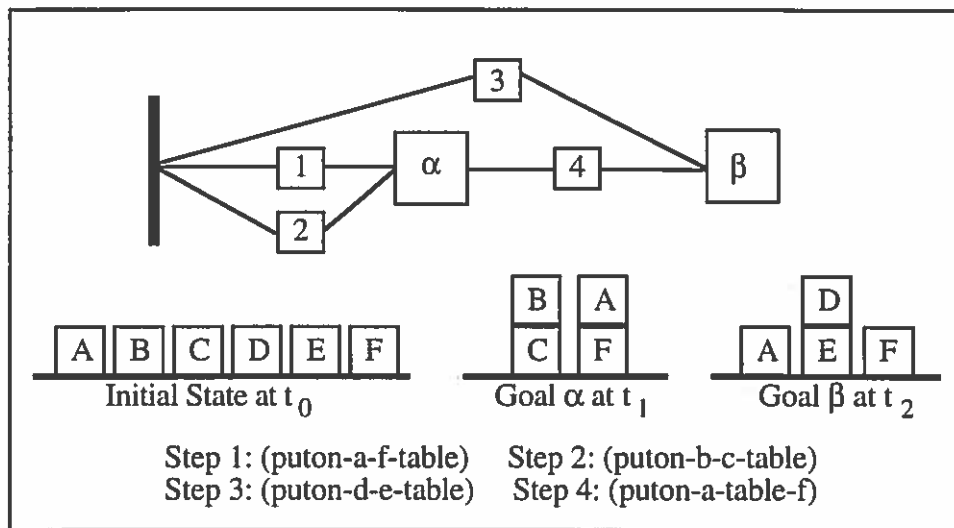 3
1 α 4 β
2
B A D
A B C D E F C F A E F
Initial State at t0 Goal α at t1 Goal β at t2
Step 1: (puton-a-f-table) Step 2: (puton-b-c-table)
Step 3: (puton-d-e-table) Step 4: (puton-a-table-f)